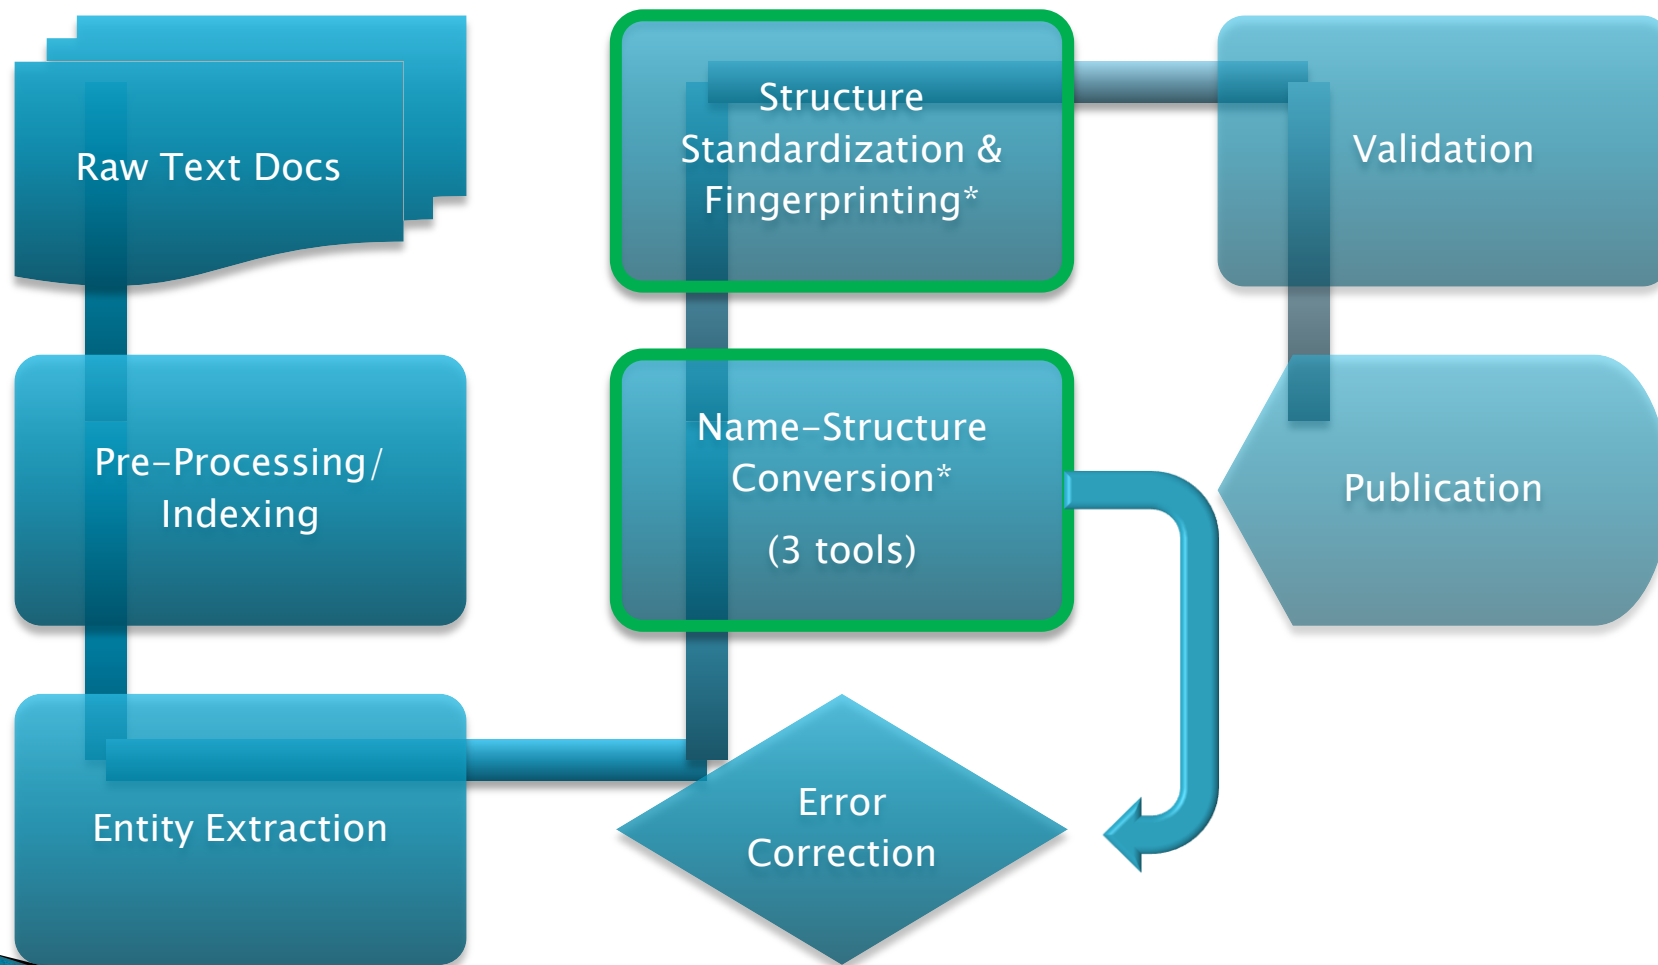 Raw Text Docs
Pre-Processing/
Indexing
Entity Extraction
Error
Correction
Name-Structure
Conversion*
(3 tools)
Structure
Standardization &
Fingerprinting*
Validation
Publication